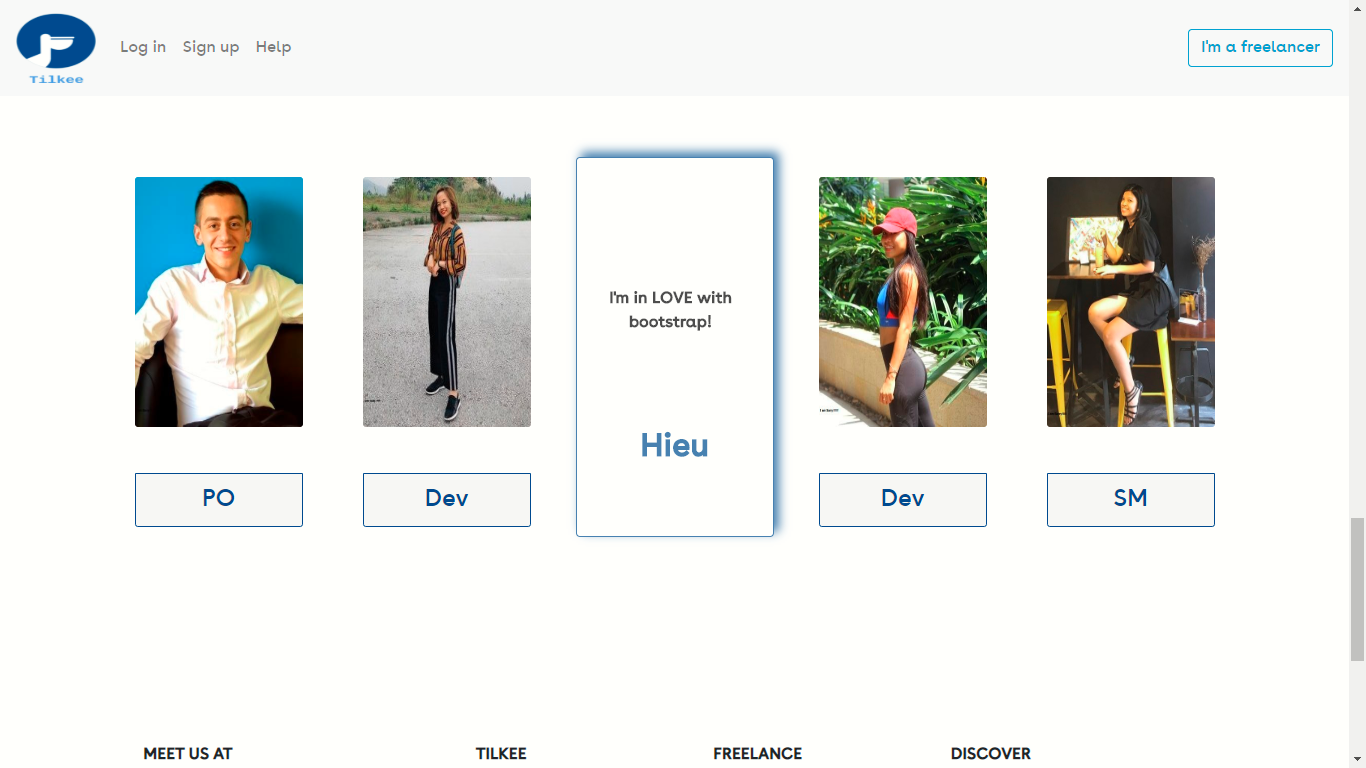 Log in Sign up Help
I'm a freelancer
Tilkee
I'm in LOVE with
bootstrap!
Hieu
PO
Dev
Dev
SM
MEET US AT
TILKEE
FREELANCE
DISCOVER